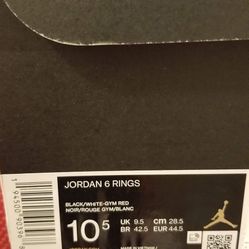 JORDAN 6 RINGS
BLACK/WHITE-GYM RED
NOIR/ROUGE GYM/BLANC
10 5
UK 9.5 cm 28.5
BR 42.5 EUR 44.5